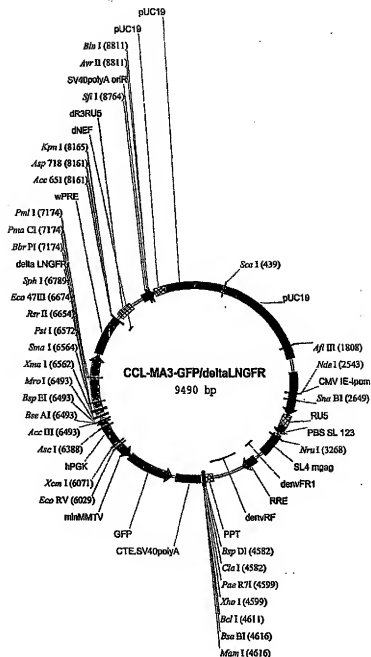 pUC19
pUC19
Bln I (8811)
Avr II (8811)
SV40polyA oriR
Sfi I (8764)
dR3RU5
dNEF
Kpn I (8165)
Asp 718 (8161)
Acc 65I (8161)
wPRE
Pml I (7174)
Pma CI (7174)
Bbr PI (7174)
delta LNGFR
Sph I (6789)
Eco 47III (6674)
Rsr II (6654)
Pst I (6572)
Sma I (6564)
Xma I (6562)
Mro I (6493)
Bsp EI (6493)
Bse AI (6493)
Acc III (6493)
Asc I (6388)
hPGK
Xcm I (6071)
Eco RV (6029)
minMMTV
GFP
CTE,SV40polyA
Sca I (439)
pUC19
Afl III (1808)
Nde I (2543)
CMV IE-Ipom
Sna BI (2649)
RU5
PBS SL 123
Nru I (3268)
SL4 mgag
denvFR1
RRE
denvRF
PPT
Bsp DI (4582)
Cla I (4582)
Pae R7I (4599)
Xho I (4599)
Bcl I (4611)
Bsa BI (4616)
Mam I (4616)
CCL-MA3-GFP/deltaLNGFR
9490 bp